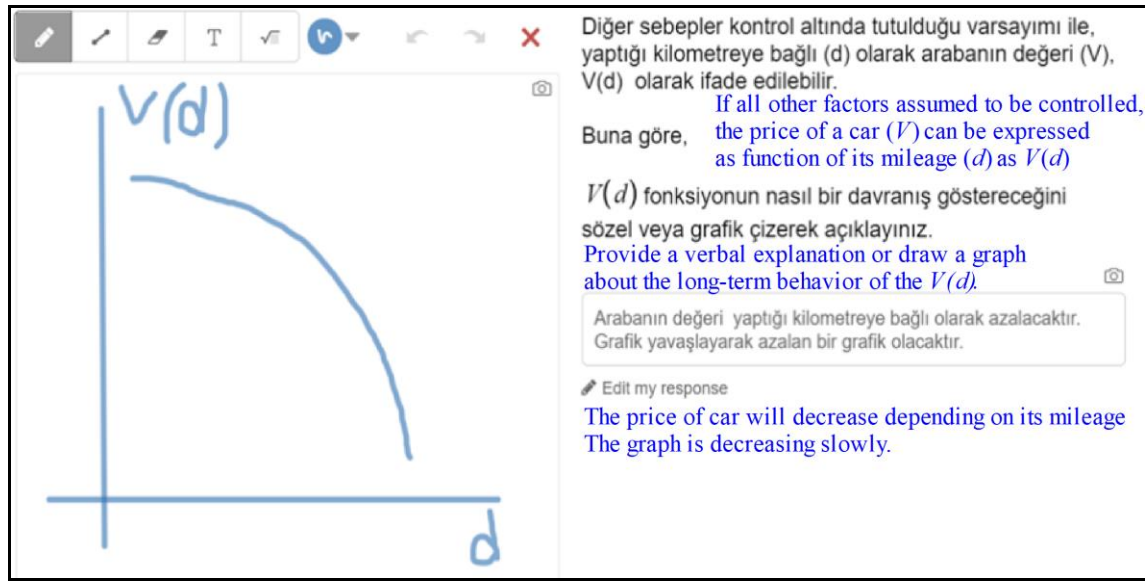 T
√
V(d)
d
Diğer sebepler kontrol altında tutulduğu varsayımı ile,
yaptığı kilometreye bağlı (d) olarak arabanın değeri (V),
V(d) olarak ifade edilebilir.
If all other factors assumed to be controlled,
the price of a car (V) can be expressed
as function of its mileage (d) as V(d)
Buna göre,
V(d) fonksiyonun nasıl bir davranış göstereceğini
sözel veya grafik çizerek açıklayınız.
Provide a verbal explanation or draw a graph
about the long-term behavior of the V(d).
Arabanın değeri yaptığı kilometreye bağlı olarak azalacaktır.
Grafik yavaşlayarak azalan bir grafik olacaktır.
Edit my response
The price of car will decrease depending on its mileage
The graph is decreasing slowly.